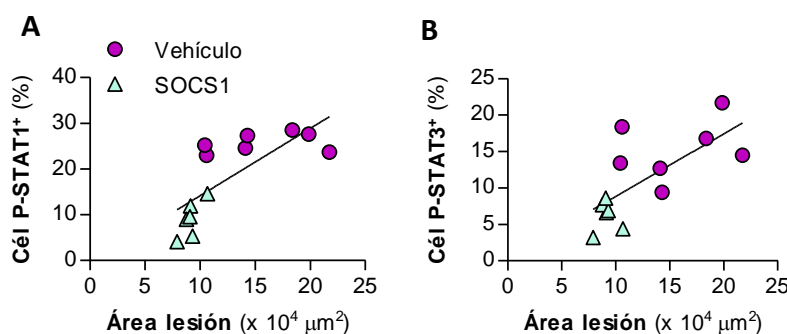 A
Vehículo
SOCS1
Cél P-STAT1⁺ (%)
40
30
20
10
0
0 5 10 15 20 25
Área lesión (x 10⁴ μm²)
B
Cél P-STAT3⁺ (%)
25
20
15
10
5
0
0 5 10 15 20 25
Área lesión (x 10⁴ μm²)